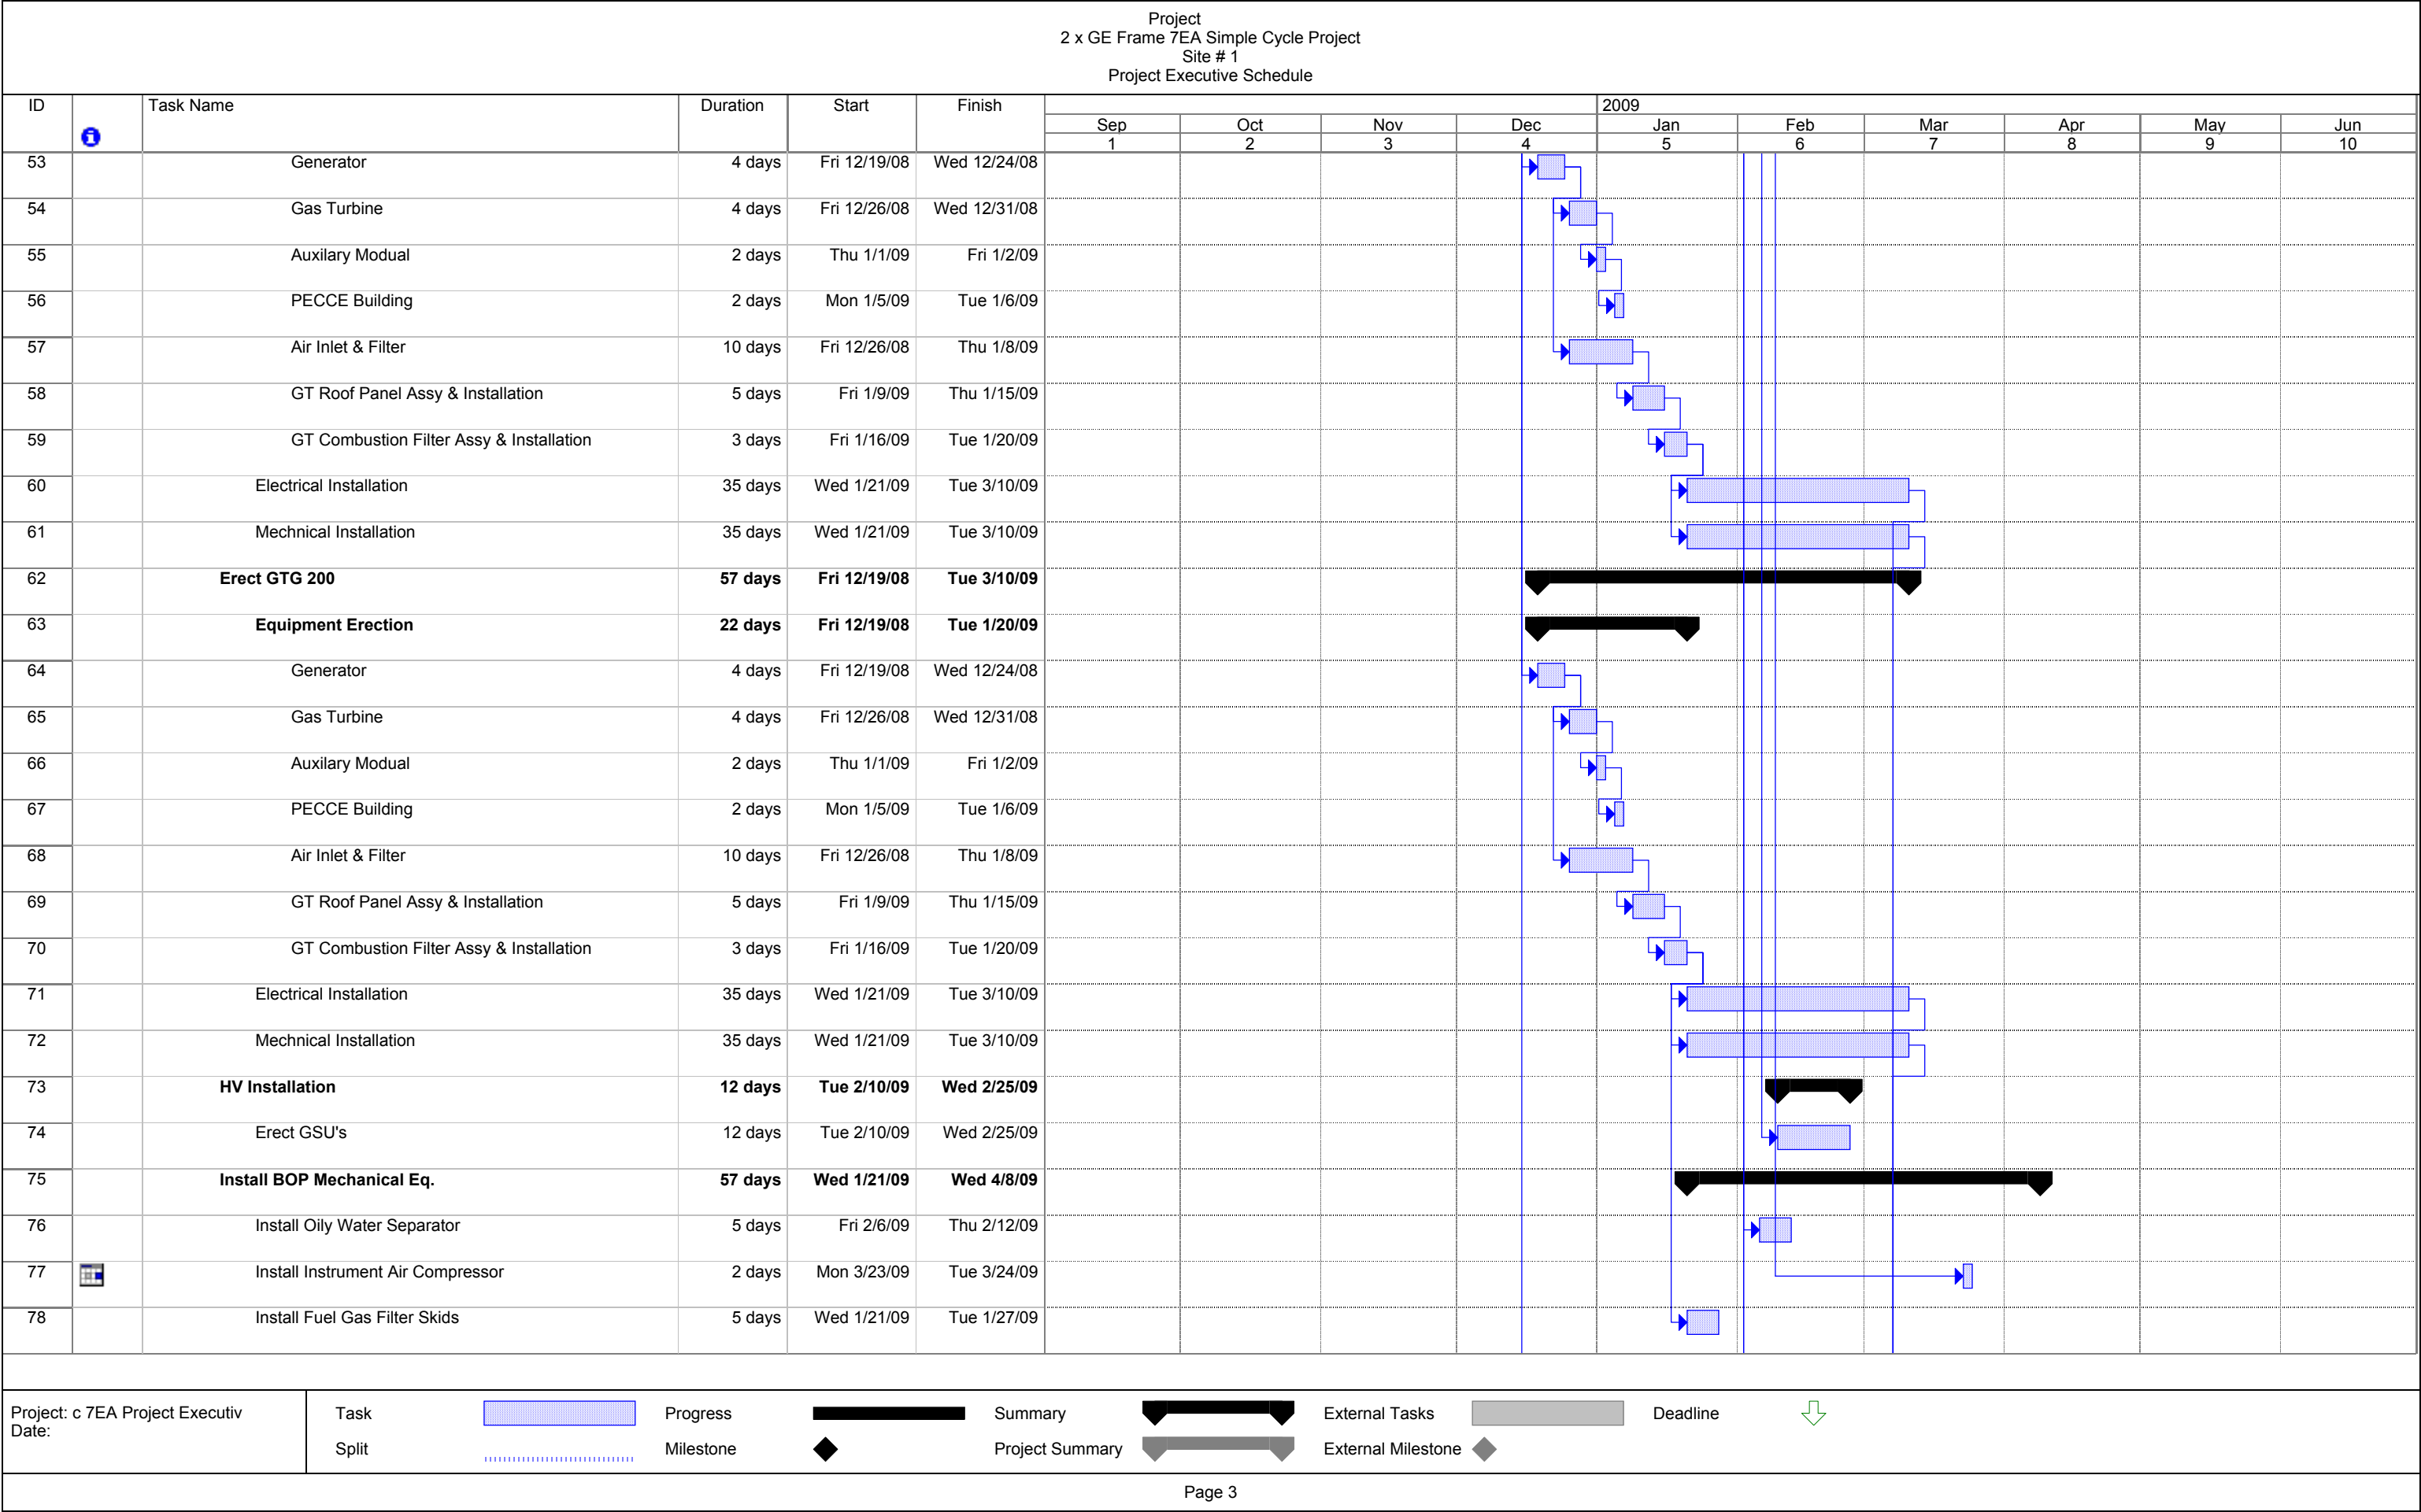 Project
2 x GE Frame 7EA Simple Cycle Project
Site # 1
Project Executive Schedule
ID Task Name Duration Start Finish 2009
Sep Oct Nov Dec Jan Feb Mar Apr May Jun
1 2 3 4 5 6 7 8 9 10
53 Generator 4 days Fri 12/19/08 Wed 12/24/08
54 Gas Turbine 4 days Fri 12/26/08 Wed 12/31/08
55 Auxilary Modual 2 days Thu 1/1/09 Fri 1/2/09
56 PECCE Building 2 days Mon 1/5/09 Tue 1/6/09
57 Air Inlet & Filter 10 days Fri 12/26/08 Thu 1/8/09
58 GT Roof Panel Assy & Installation 5 days Fri 1/9/09 Thu 1/15/09
59 GT Combustion Filter Assy & Installation 3 days Fri 1/16/09 Tue 1/20/09
60 Electrical Installation 35 days Wed 1/21/09 Tue 3/10/09
61 Mechnical Installation 35 days Wed 1/21/09 Tue 3/10/09
62 Erect GTG 200 57 days Fri 12/19/08 Tue 3/10/09
63 Equipment Erection 22 days Fri 12/19/08 Tue 1/20/09
64 Generator 4 days Fri 12/19/08 Wed 12/24/08
65 Gas Turbine 4 days Fri 12/26/08 Wed 12/31/08
66 Auxilary Modual 2 days Thu 1/1/09 Fri 1/2/09
67 PECCE Building 2 days Mon 1/5/09 Tue 1/6/09
68 Air Inlet & Filter 10 days Fri 12/26/08 Thu 1/8/09
69 GT Roof Panel Assy & Installation 5 days Fri 1/9/09 Thu 1/15/09
70 GT Combustion Filter Assy & Installation 3 days Fri 1/16/09 Tue 1/20/09
71 Electrical Installation 35 days Wed 1/21/09 Tue 3/10/09
72 Mechnical Installation 35 days Wed 1/21/09 Tue 3/10/09
73 HV Installation 12 days Tue 2/10/09 Wed 2/25/09
74 Erect GSU's 12 days Tue 2/10/09 Wed 2/25/09
75 Install BOP Mechanical Eq. 57 days Wed 1/21/09 Wed 4/8/09
76 Install Oily Water Separator 5 days Fri 2/6/09 Thu 2/12/09
77 Install Instrument Air Compressor 2 days Mon 3/23/09 Tue 3/24/09
78 Install Fuel Gas Filter Skids 5 days Wed 1/21/09 Tue 1/27/09
Project: c 7EA Project Executiv
Date:
Task Progress Summary External Tasks Deadline
Split Milestone Project Summary External Milestone
Page 3